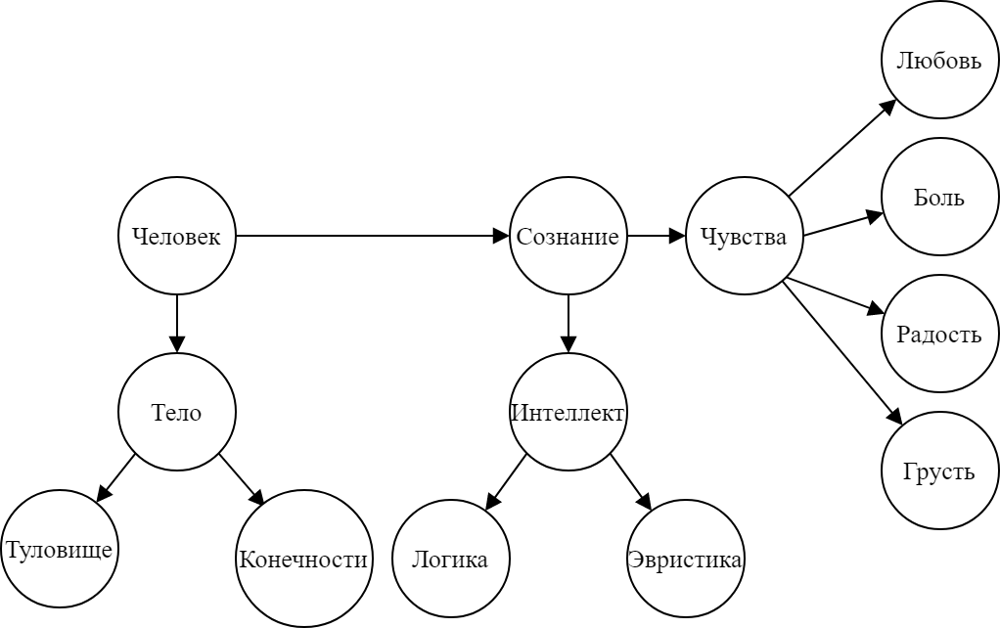 Любовь
Боль
Человек
Сознание
Чувства
Радость
Тело
Интеллект
Грусть
Туловище
Конечности
Логика
Эвристика